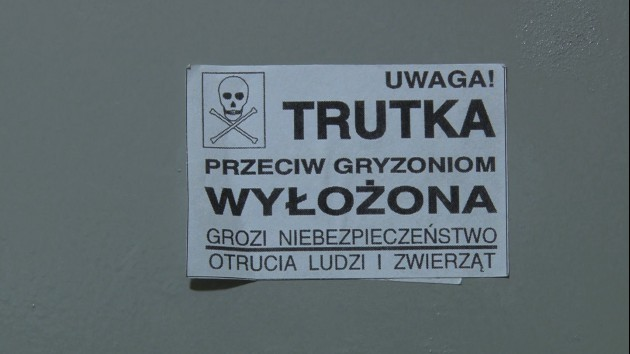 UWAGA!
TRUTKA
PRZECIW GRYZONIOM
WYŁOŻONA
GROZI NIEBEZPIECZEŃSTWO
OTRUCIA LUDZI I ZWIERZĄT